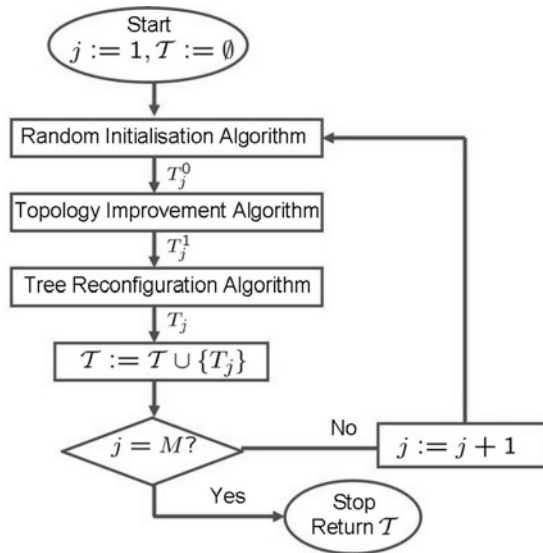 Start
j := 1, 𝒯 := ∅
Random Initialisation Algorithm
T_j^0
Topology Improvement Algorithm
T_j^1
Tree Reconfiguration Algorithm
T_j
𝒯 := 𝒯 ∪ {T_j}
j = M?
No
j := j + 1
Yes
Stop
Return 𝒯